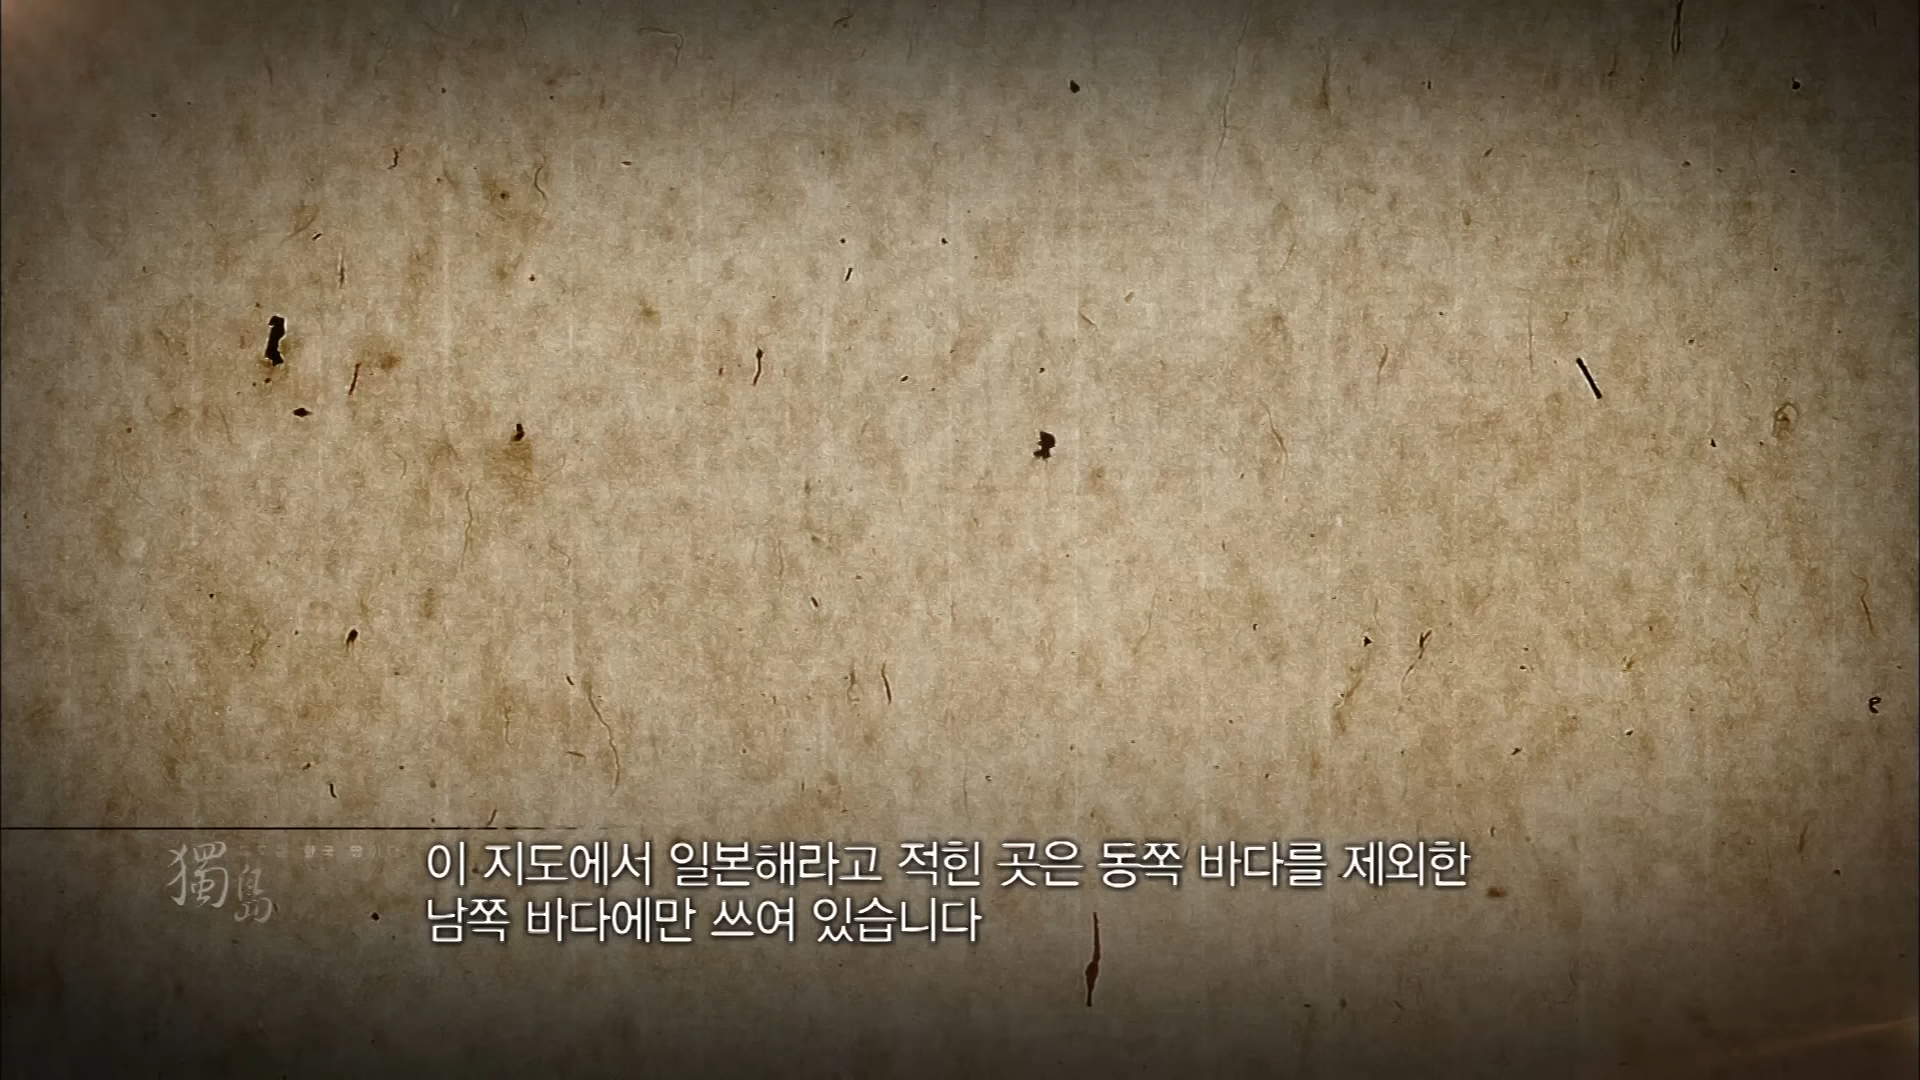 獨島
이 지도에서 일본해라고 적힌 곳은 동쪽 바다를 제외한
남쪽 바다에만 쓰여 있습니다